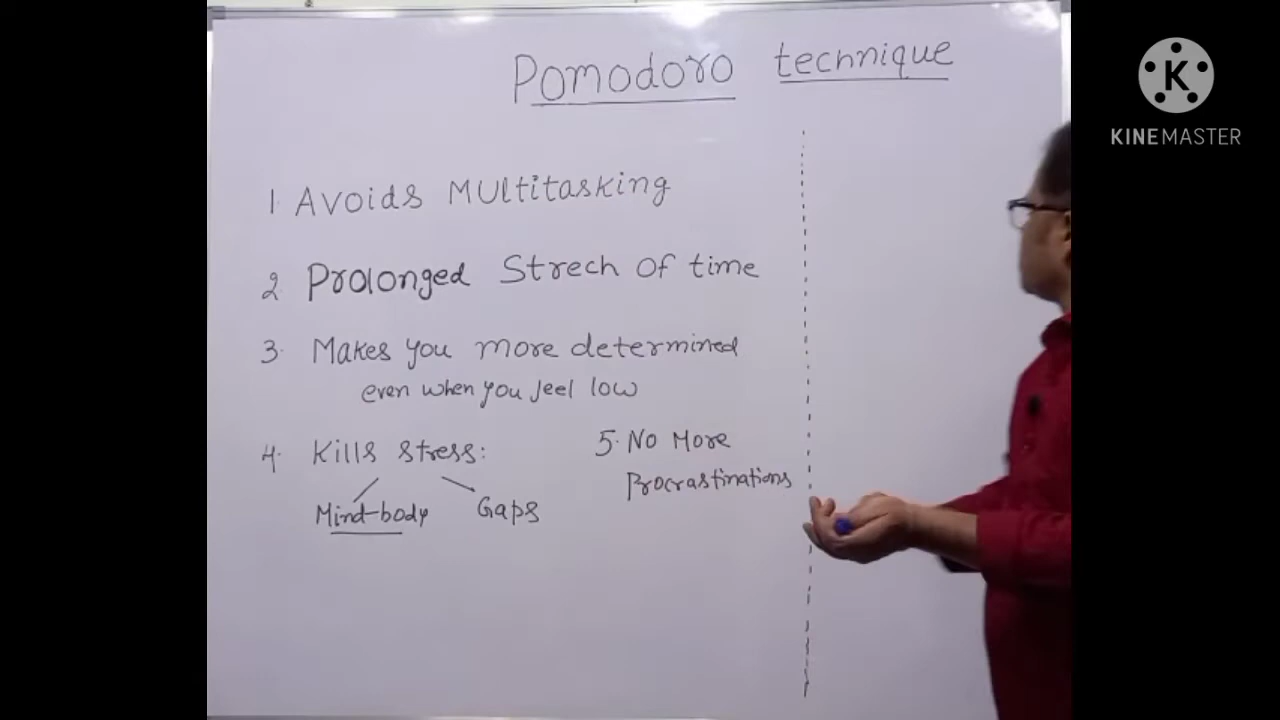 Pomodoro technique
1. Avoids Multitasking
2. Prolonged Strech of time
3. Makes you more determined
even when you feel low
4. Kills stress:
Mind-body Gaps
5. No More
Procrastinations
K
KINEMASTER